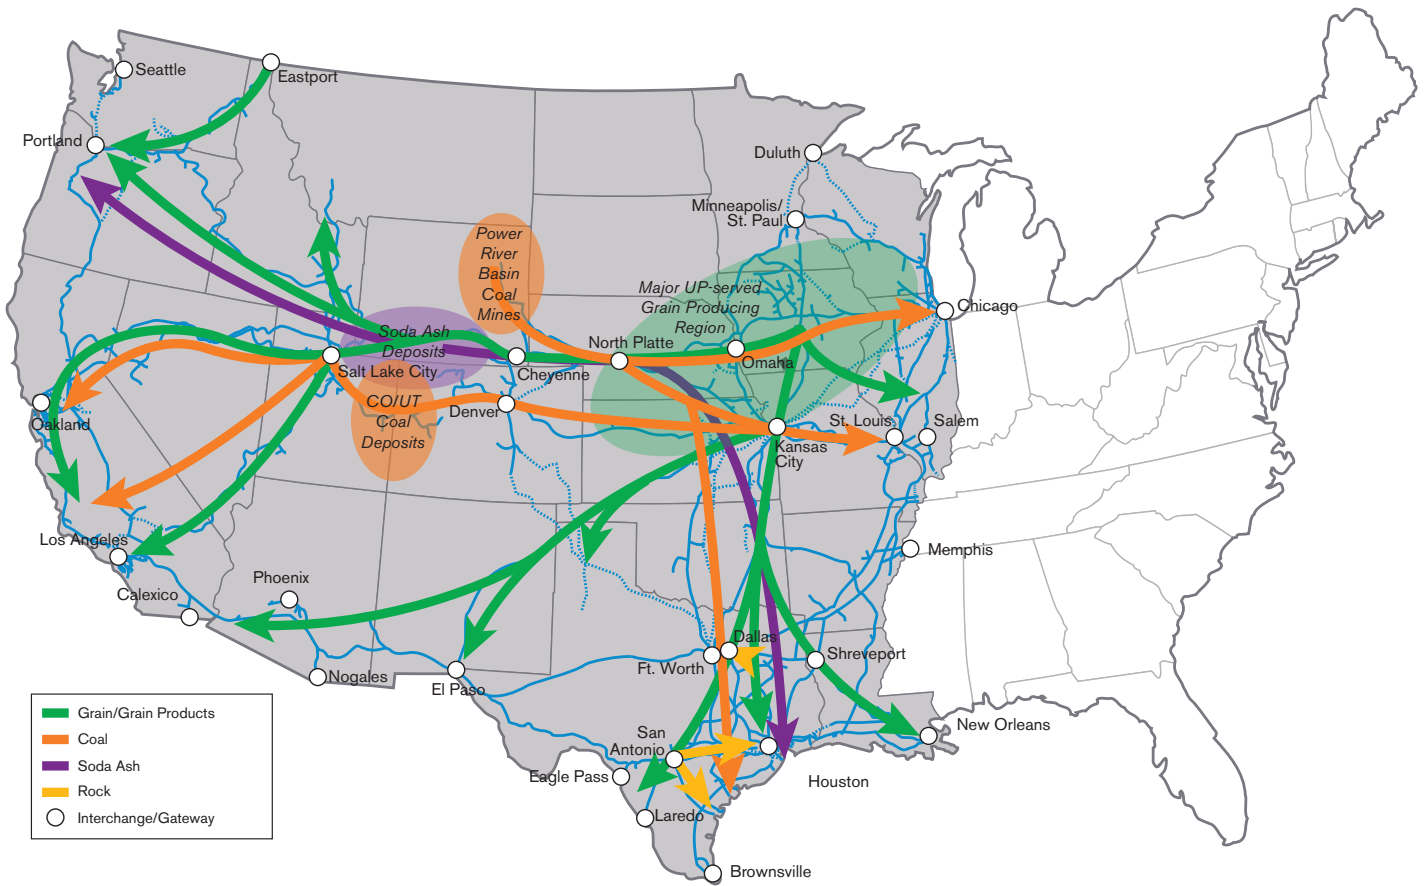 Seattle
Eastport
Portland
Duluth
Minneapolis/
St. Paul
Power
River
Basin
Coal
Mines
Major UP-served
Grain Producing
Region
Chicago
Soda Ash
Deposits
North Platte
Omaha
Salt Lake City
Cheyenne
CO/UT
Coal
Deposits
Denver
Oakland
St. Louis
Salem
Kansas
City
Los Angeles
Memphis
Phoenix
Calexico
Dallas
Ft. Worth
Shreveport
Nogales
El Paso
New Orleans
San
Antonio
Eagle Pass
Houston
Laredo
Brownsville
Grain/Grain Products
Coal
Soda Ash
Rock
Interchange/Gateway